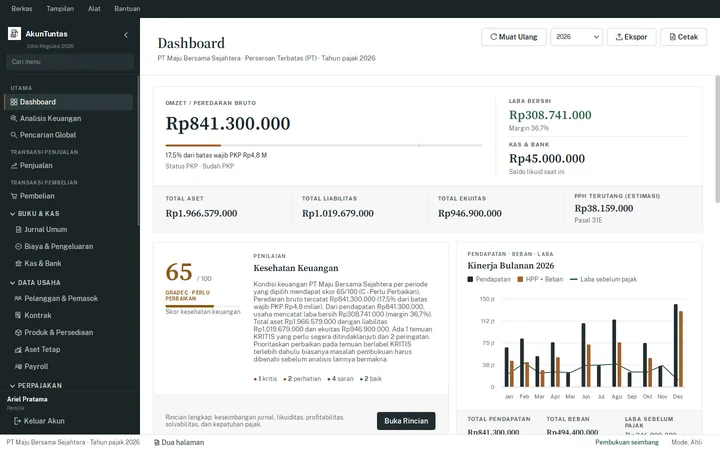 Berkas Tampilan Alat Bantuan
AkunTuntas
Edisi Regulasi 2026
Cari menu
UTAMA
Dashboard
Analisis Keuangan
Pencarian Global
TRANSAKSI PENJUALAN
Penjualan
TRANSAKSI PEMBELIAN
Pembelian
BUKU & KAS
Jurnal Umum
Biaya & Pengeluaran
Kas & Bank
DATA USAHA
Pelanggan & Pemasok
Kontrak
Produk & Persediaan
Aset Tetap
Payroll
PERPAJAKAN
Ariel Pratama
Pemilik
Keluar Akun
Dashboard
PT Maju Bersama Sejahtera · Perseroan Terbatas (PT) · Tahun pajak 2026
Muat Ulang
2026
Ekspor
Cetak
OMZET / PEREDARAN BRUTO
Rp841.300.000
17,5% dari batas wajib PKP Rp4,8 M
Status PKP · Sudah PKP
LABA BERSIH
Rp308.741.000
Margin 36,7%
KAS & BANK
Rp45.000.000
Saldo likuid saat ini
TOTAL ASET
Rp1.966.579.000
TOTAL LIABILITAS
Rp1.019.679.000
TOTAL EKUITAS
Rp946.900.000
PPH TERUTANG (ESTIMASI)
Rp38.159.000
Pasal 31E
65 / 100
GRADE C · PERLU
PERBAIKAN
Skor kesehatan keuangan
PENILAIAN
Kesehatan Keuangan
Kondisi keuangan PT Maju Bersama Sejahtera per periode
yang dipilih mendapat skor 65/100 (C - Perlu Perbaikan).
Peredaran bruto tercatat Rp841.300.000 (17,5% dari batas
wajib PKP Rp4,8 miliar). Dari pendapatan Rp841.300.000,
usaha mencatat laba bersih Rp308.741.000 (margin 36,7%).
Total aset Rp1.966.579.000 dengan liabilitas
Rp1.019.679.000 dan ekuitas Rp946.900.000. Ada 1 temuan
KRITIS yang perlu segera ditindaklanjuti dan 2 peringatan.
Prioritaskan perbaikan pada temuan berlabel KRITIS
terlebih dahulu biasanya masalah pembukuan harus
dibenahi sebelum analisis lainnya bermakna.
1 kritis 2 perhatian 4 saran 2 baik
Rincian lengkap: keseimbangan jurnal, likuiditas, profitabilitas,
solvabilitas, dan kepatuhan pajak.
Buka Rincian
PENDAPATAN · BEBAN · LABA
Kinerja Bulanan 2026
Pendapatan HPP + Beban Laba sebelum pajak
150 jt
112 jt
75 jt
38 jt
0
Jan Feb Mar Apr Mei Jun Jul Agu Sep Okt Nov Des
TOTAL PENDAPATAN
Rp841.300.000
TOTAL BEBAN
Rp494.400.000
LABA SEBELUM
PAJAK
PT Maju Bersama Sejahtera · Tahun pajak 2026
Dua halaman
Pembukuan seimbang
Mode: Ahli